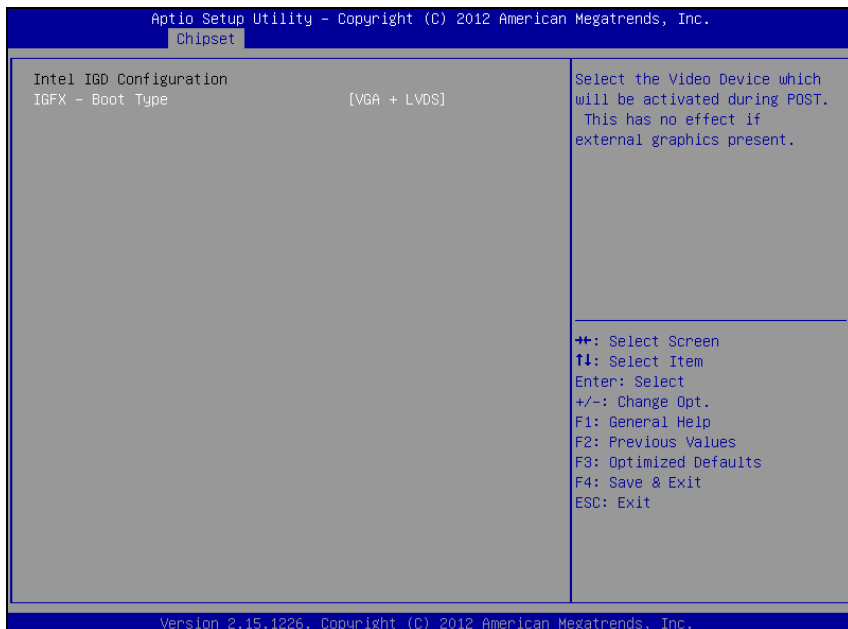 Aptio Setup Utility – Copyright (C) 2012 American Megatrends, Inc.
Chipset
Intel IGD Configuration
IGFX – Boot Type [VGA + LVDS]
Select the Video Device which
will be activated during POST.
This has no effect if
external graphics present.
→←: Select Screen
↑↓: Select Item
Enter: Select
+/–: Change Opt.
F1: General Help
F2: Previous Values
F3: Optimized Defaults
F4: Save & Exit
ESC: Exit
Version 2.15.1226. Copyright (C) 2012 American Megatrends, Inc.